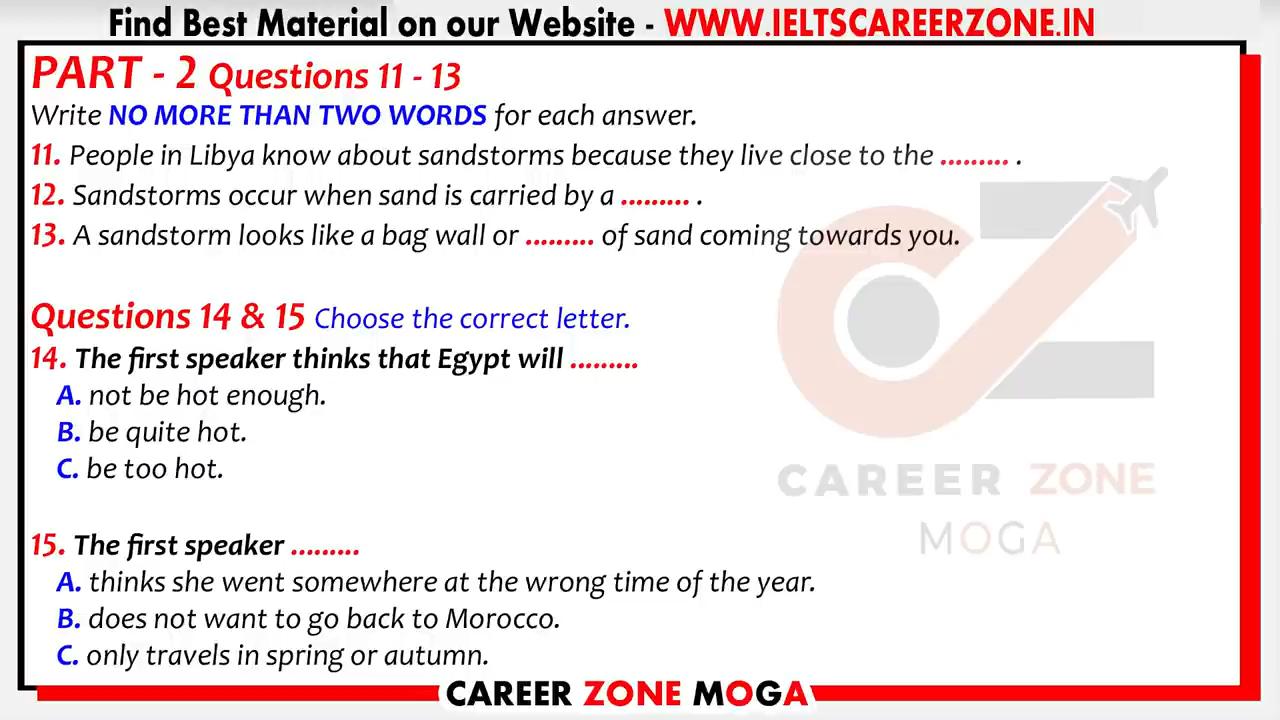 Find Best Material on our Website - WWW.IELTSCAREERZONE.IN
PART - 2 Questions 11 - 13
Write NO MORE THAN TWO WORDS for each answer.
11. People in Libya know about sandstorms because they live close to the ......... .
12. Sandstorms occur when sand is carried by a ......... .
13. A sandstorm looks like a bag wall or ......... of sand coming towards you.
Questions 14 & 15 Choose the correct letter.
14. The first speaker thinks that Egypt will .........
A. not be hot enough.
B. be quite hot.
C. be too hot.
CAREER ZONE
MOGA
15. The first speaker .........
A. thinks she went somewhere at the wrong time of the year.
B. does not want to go back to Morocco.
C. only travels in spring or autumn.
CAREER ZONE MOGA